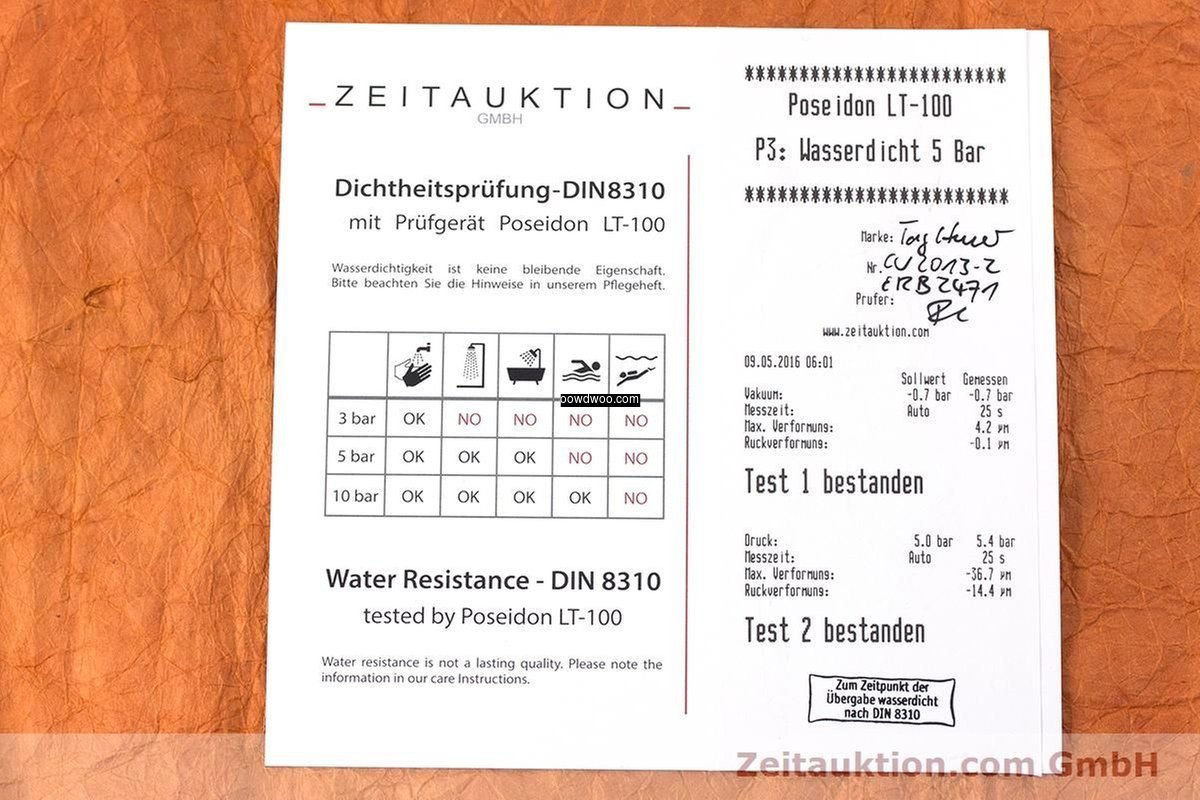 ZEITAUKTION
GMBH
Dichtheitsprüfung-DIN8310
mit Prüfgerät Poseidon LT-100
Wasserdichtigkeit ist keine bleibende Eigenschaft.
Bitte beachten Sie die Hinweise in unserem Pflegeheft.
powdwoo.com
3 bar OK NO NO NO NO
5 bar OK OK OK NO NO
10 bar OK OK OK OK NO
Water Resistance - DIN 8310
tested by Poseidon LT-100
Water resistance is not a lasting quality. Please note the
information in our care Instructions.
************************
Poseidon LT-100
P3: Wasserdicht 5 Bar
************************
Marke: Tag Heuer
Nr. CV2013-2
ERB2471
Prufer:
www.zeitauktion.com
09.05.2016 06:01
Sollwert Gemessen
Vakuum: -0.7 bar -0.7 bar
Messzeit: Auto 25 s
Max. Verformung: 4.2 µm
Ruckverformung: -0.1 µm
Test 1 bestanden
Druck: 5.0 bar 5.4 bar
Messzeit: Auto 25 s
Max. Verformung: -36.7 µm
Ruckverformung: -14.4 µm
Test 2 bestanden
Zum Zeitpunkt der
Übergabe wasserdicht
nach DIN 8310
Zeitauktion.com GmbH